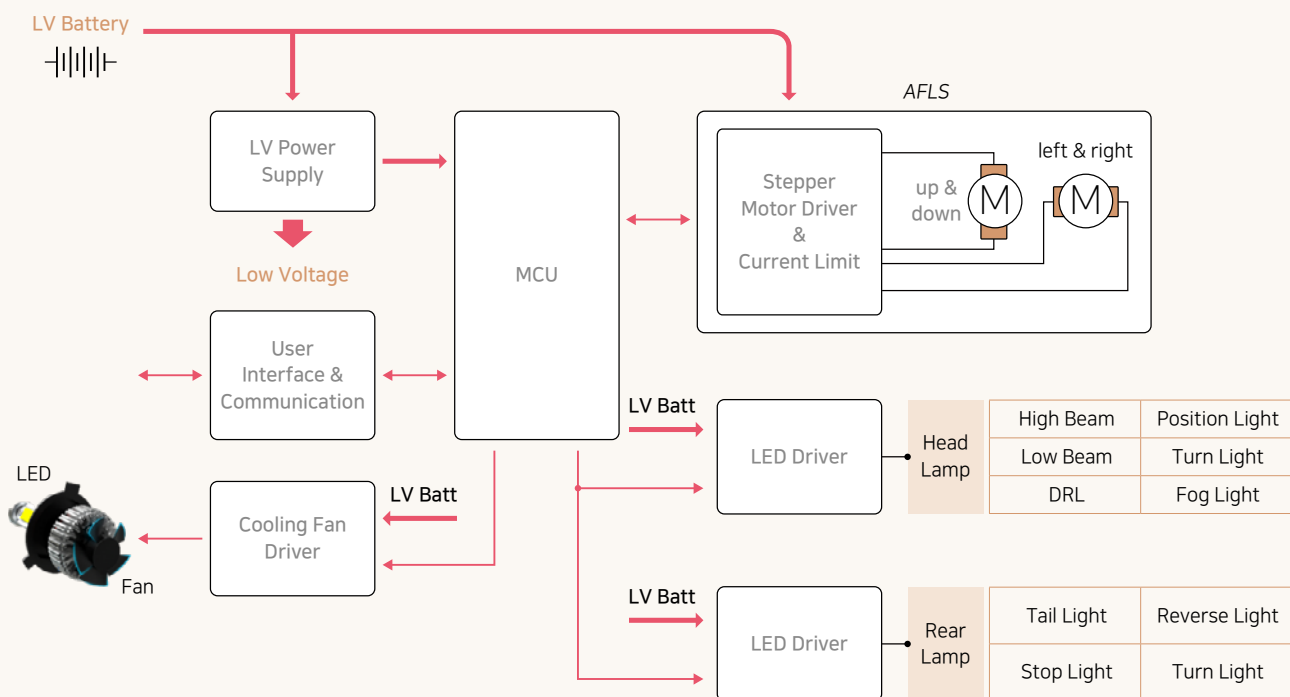 LV Battery
AFLS
LV Power
Supply
MCU
Stepper
Motor Driver
&
Current Limit
up &
down
M
left & right
M
Low Voltage
User
Interface &
Communication
LV Batt
LED Driver
Head
Lamp
High Beam
Position Light
Low Beam
Turn Light
DRL
Fog Light
LED
Fan
Cooling Fan
Driver
LV Batt
LV Batt
LED Driver
Rear
Lamp
Tail Light
Reverse Light
Stop Light
Turn Light